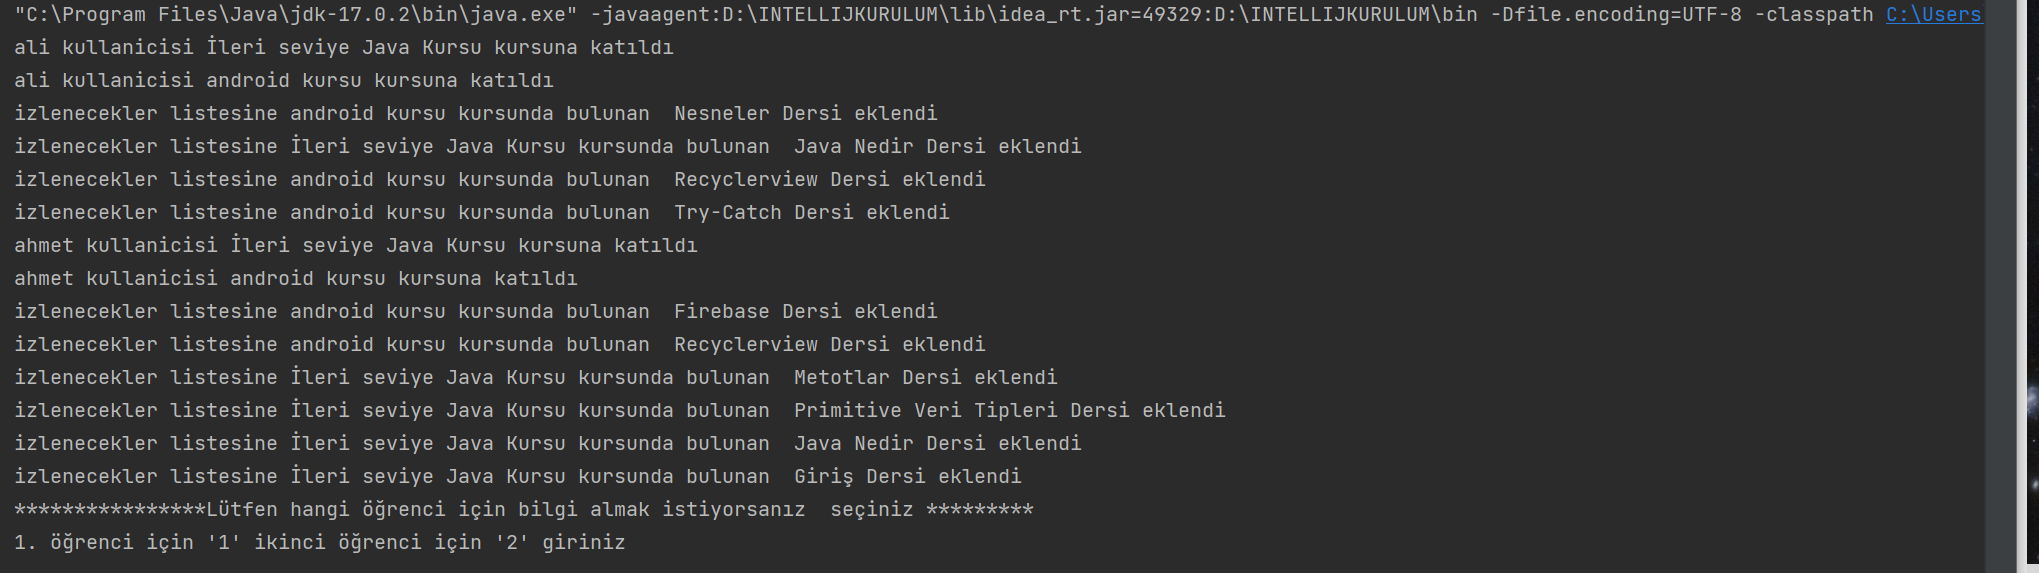 "C:\Program Files\Java\jdk-17.0.2\bin\java.exe" -javaagent:D:\INTELLIJKURULUM\lib\idea_rt.jar=49329:D:\INTELLIJKURULUM\bin -Dfile.encoding=UTF-8 -classpath C:\Users
ali kullanicisi İleri seviye Java Kursu kursuna katıldı
ali kullanicisi android kursu kursuna katıldı
izlenecekler listesine android kursu kursunda bulunan  Nesneler Dersi eklendi
izlenecekler listesine İleri seviye Java Kursu kursunda bulunan  Java Nedir Dersi eklendi
izlenecekler listesine android kursu kursunda bulunan  Recyclerview Dersi eklendi
izlenecekler listesine android kursu kursunda bulunan  Try-Catch Dersi eklendi
ahmet kullanicisi İleri seviye Java Kursu kursuna katıldı
ahmet kullanicisi android kursu kursuna katıldı
izlenecekler listesine android kursu kursunda bulunan  Firebase Dersi eklendi
izlenecekler listesine android kursu kursunda bulunan  Recyclerview Dersi eklendi
izlenecekler listesine İleri seviye Java Kursu kursunda bulunan  Metotlar Dersi eklendi
izlenecekler listesine İleri seviye Java Kursu kursunda bulunan  Primitive Veri Tipleri Dersi eklendi
izlenecekler listesine İleri seviye Java Kursu kursunda bulunan  Java Nedir Dersi eklendi
izlenecekler listesine İleri seviye Java Kursu kursunda bulunan  Giriş Dersi eklendi
****************LÜtfen hangi öğrenci için bilgi almak istiyorsanız  seçiniz *********
1. öğrenci için '1' ikinci öğrenci için '2' giriniz